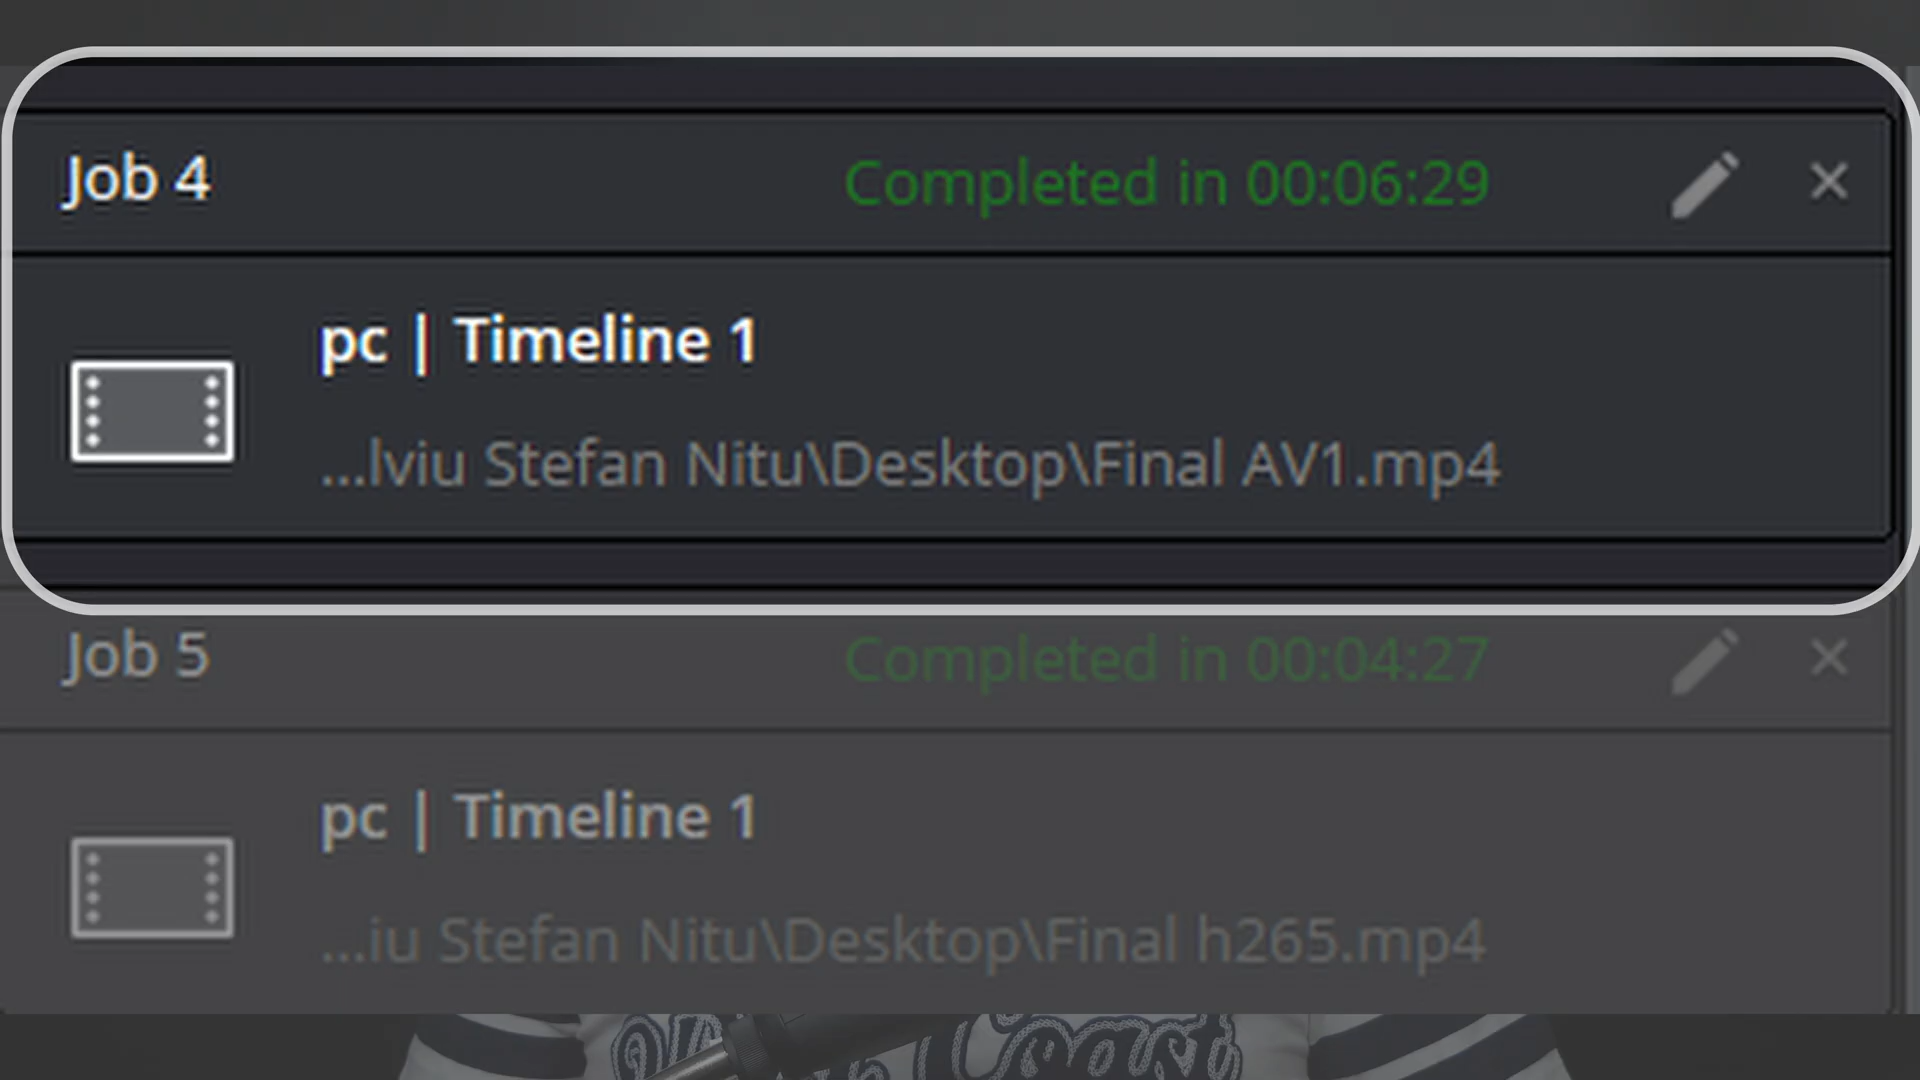 Job 4
Completed in 00:06:29
pc | Timeline 1
...lviu Stefan Nitu\Desktop\Final AV1.mp4
Job 5
Completed in 00:04:27
pc | Timeline 1
...iu Stefan Nitu\Desktop\Final h265.mp4
Coast